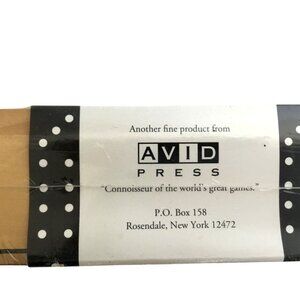 Another fine product from
AVID
PRESS
"Connoisseur of the world's great games."
P.O. Box 158
Rosendale, New York 12472